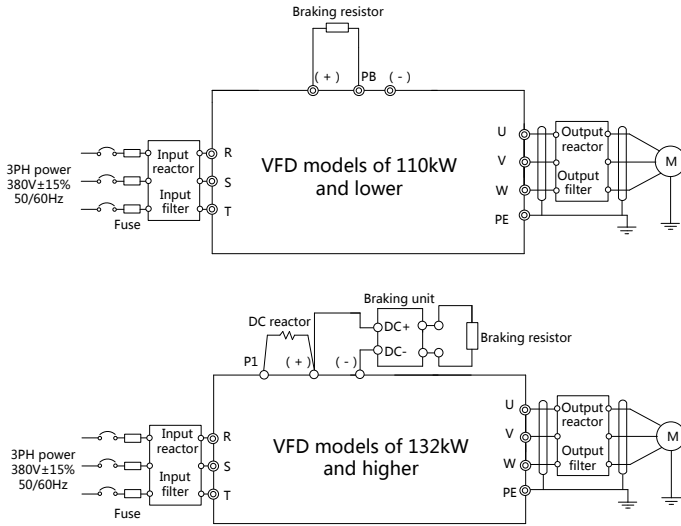 Braking resistor
(+) PB (-)
3PH power
380V±15%
50/60Hz
Fuse
Input
reactor
Input
filter
R
S
T
VFD models of 110kW
and lower
U
V
W
PE
Output
reactor
Output
filter
M
Braking unit
DC reactor
DC+
DC-
Braking resistor
P1 (+) (-)
3PH power
380V±15%
50/60Hz
Fuse
Input
reactor
Input
filter
R
S
T
VFD models of 132kW
and higher
U
V
W
PE
Output
reactor
Output
filter
M